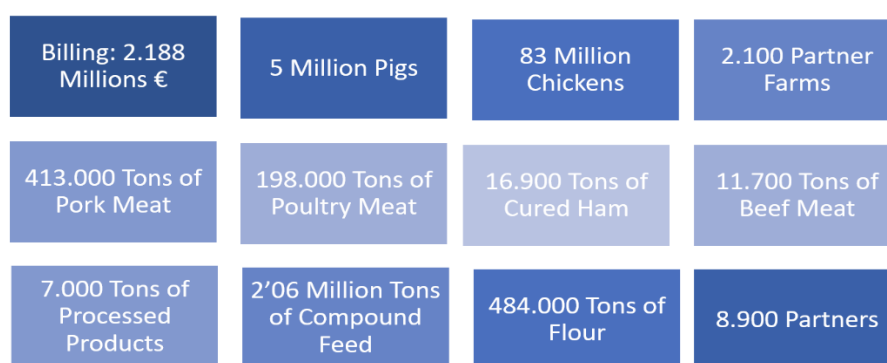 Billing: 2.188
Millions €
5 Million Pigs
83 Million
Chickens
2.100 Partner
Farms
413.000 Tons of
Pork Meat
198.000 Tons of
Poultry Meat
16.900 Tons of
Cured Ham
11.700 Tons of
Beef Meat
7.000 Tons of
Processed
Products
2’06 Million Tons
of Compound
Feed
484.000 Tons of
Flour
8.900 Partners